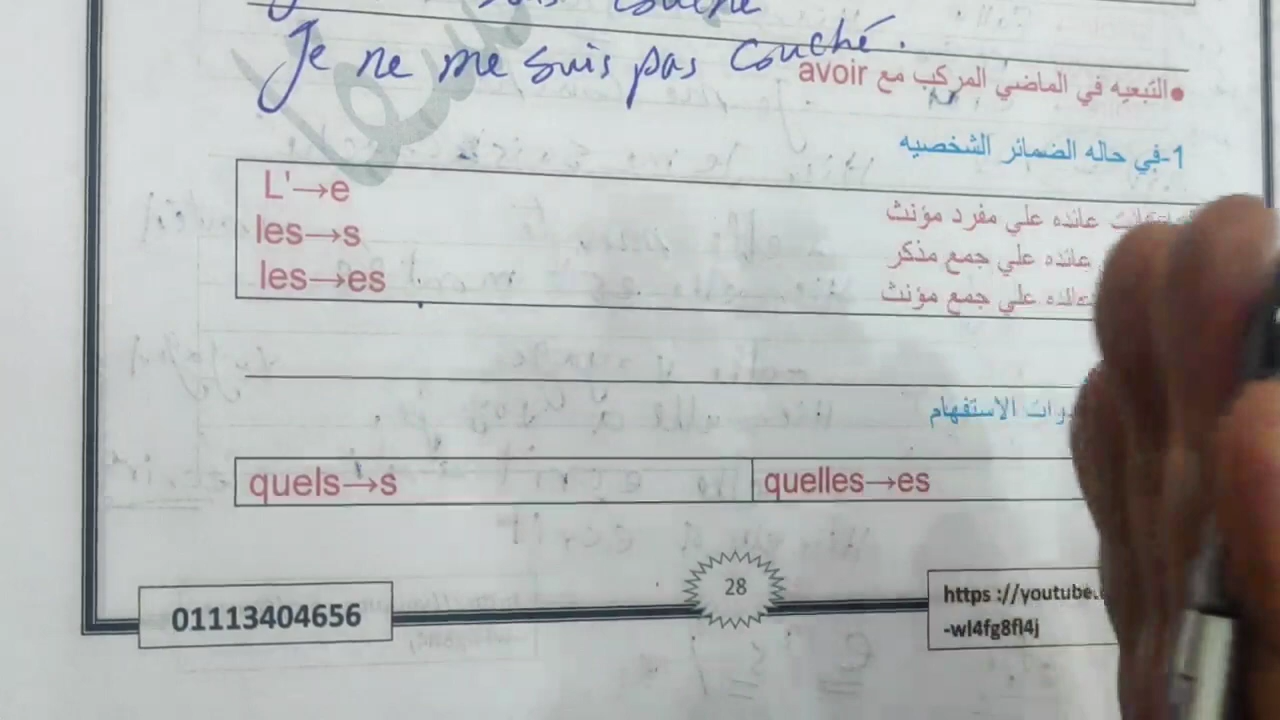 Je ne me suis pas couché.
●التبعيه في الماضي المركب مع avoir
1-في حاله الضمائر الشخصيه
L'→e عائده علي مفرد مؤنث
les→s عائده علي جمع مذكر
les→es عائده علي جمع مؤنث
الاستفهام
quels→s quelles→es
28
01113404656
https ://youtube.
-wl4fg8fl4j